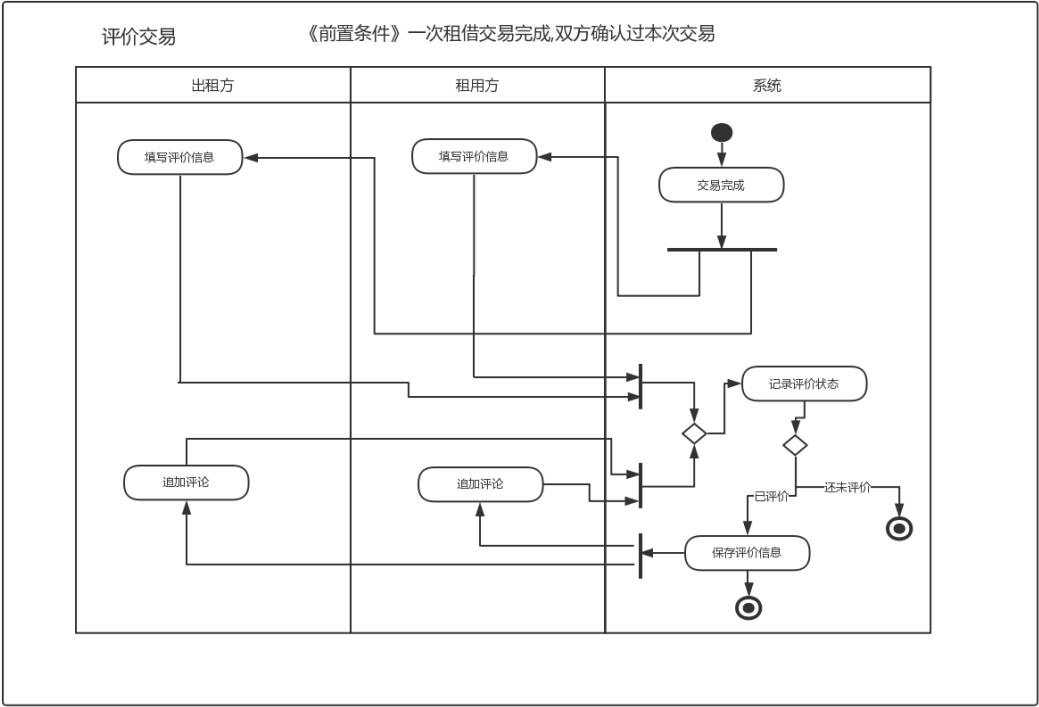 评价交易
《前置条件》一次租借交易完成,双方确认过本次交易
出租方
租用方
系统
填写评价信息
填写评价信息
交易完成
记录评价状态
追加评论
追加评论
已评价
还未评价
保存评价信息